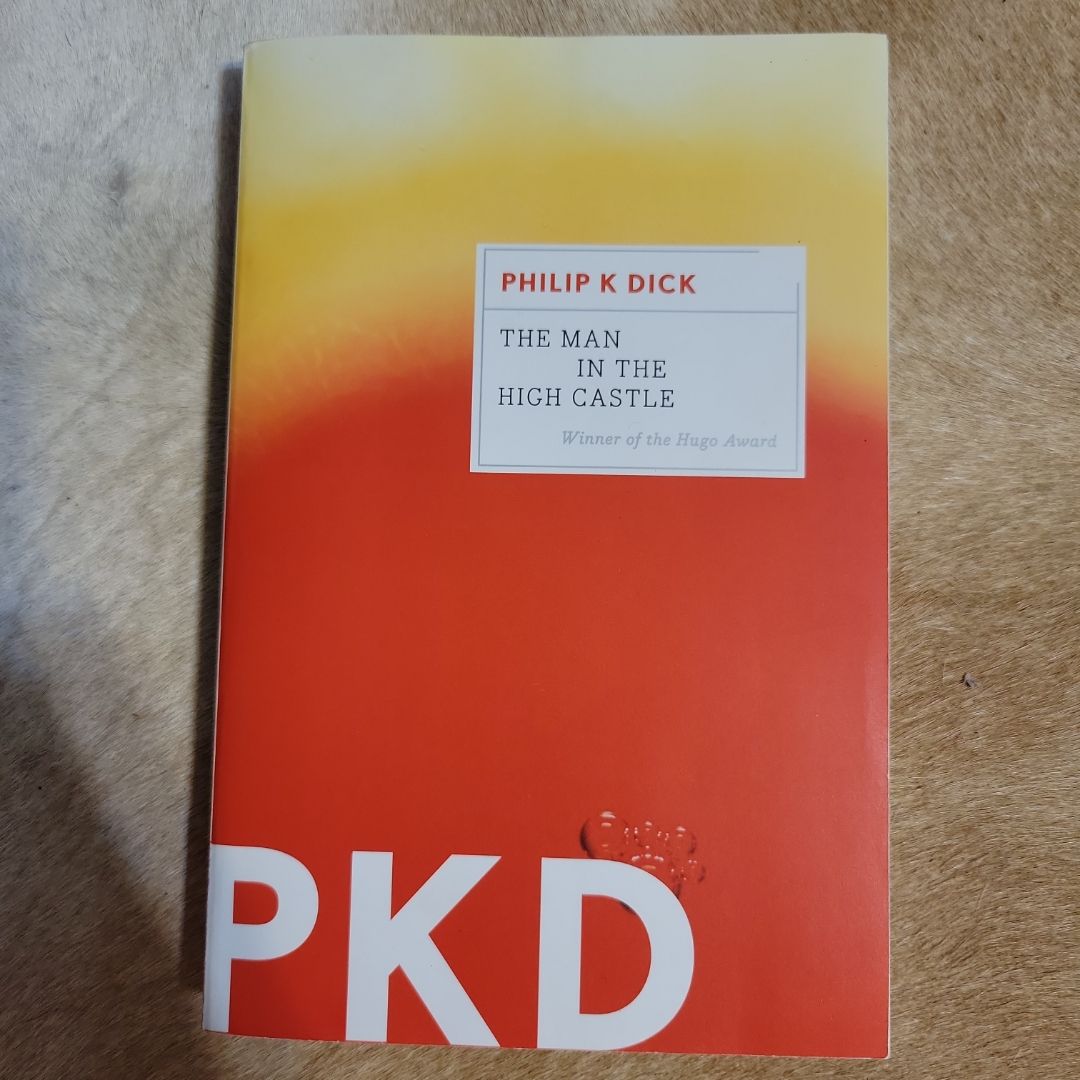 PHILIP K DICK
THE MAN
IN THE
HIGH CASTLE
Winner of the Hugo Award
PKD